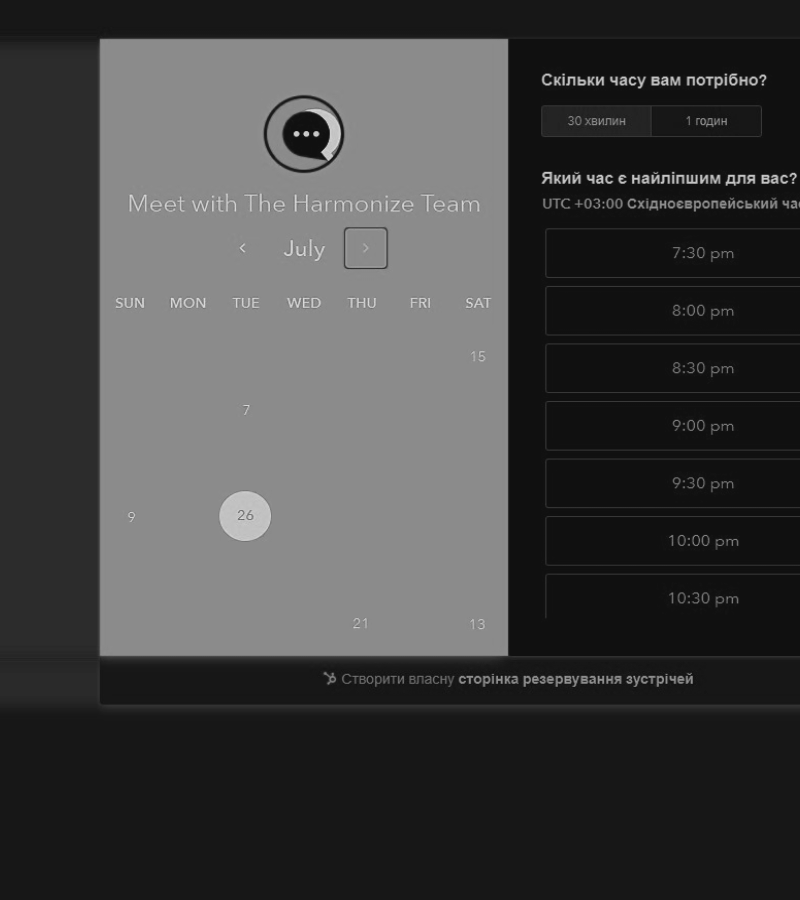 Meet with The Harmonize Team
July
SUN MON TUE WED THU FRI SAT
15
7
9 26
21 13
Скільки часу вам потрібно?
30 хвилин 1 годин
Який час є найліпшим для вас?
UTC +03:00 Східноєвропейський час
7:30 pm
8:00 pm
8:30 pm
9:00 pm
9:30 pm
10:00 pm
10:30 pm
Створити власну сторінка резервування зустрічей